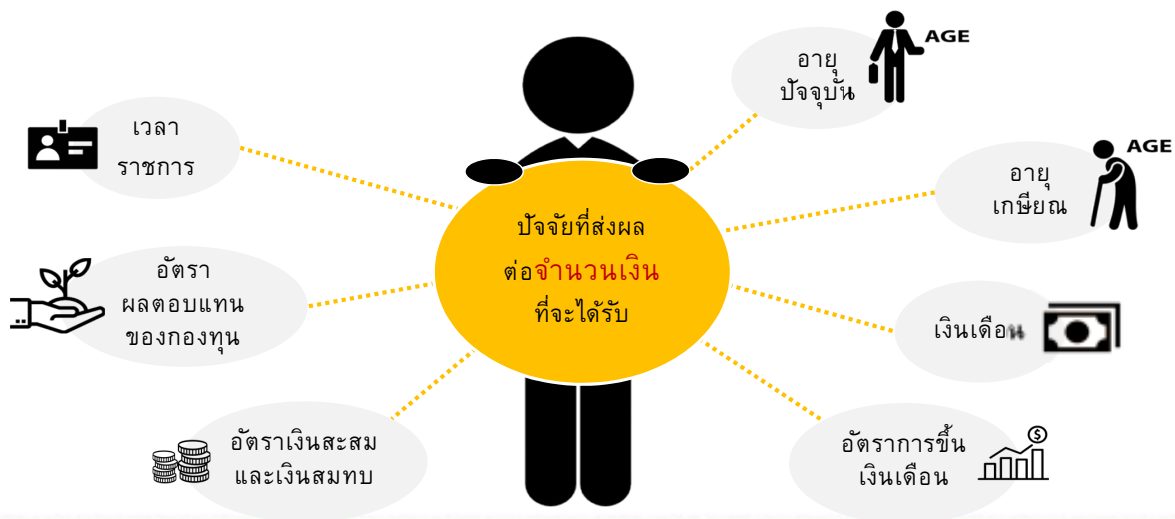 ปัจจัยที่ส่งผล
ต่อจำนวนเงิน
ที่จะได้รับ
เวลา
ราชการ
อัตรา
ผลตอบแทน
ของกองทุน
อัตราเงินสะสม
และเงินสมทบ
อายุ
ปัจจุบัน
AGE
อายุ
เกษียณ
AGE
เงินเดือน
อัตราการขึ้น
เงินเดือน
$